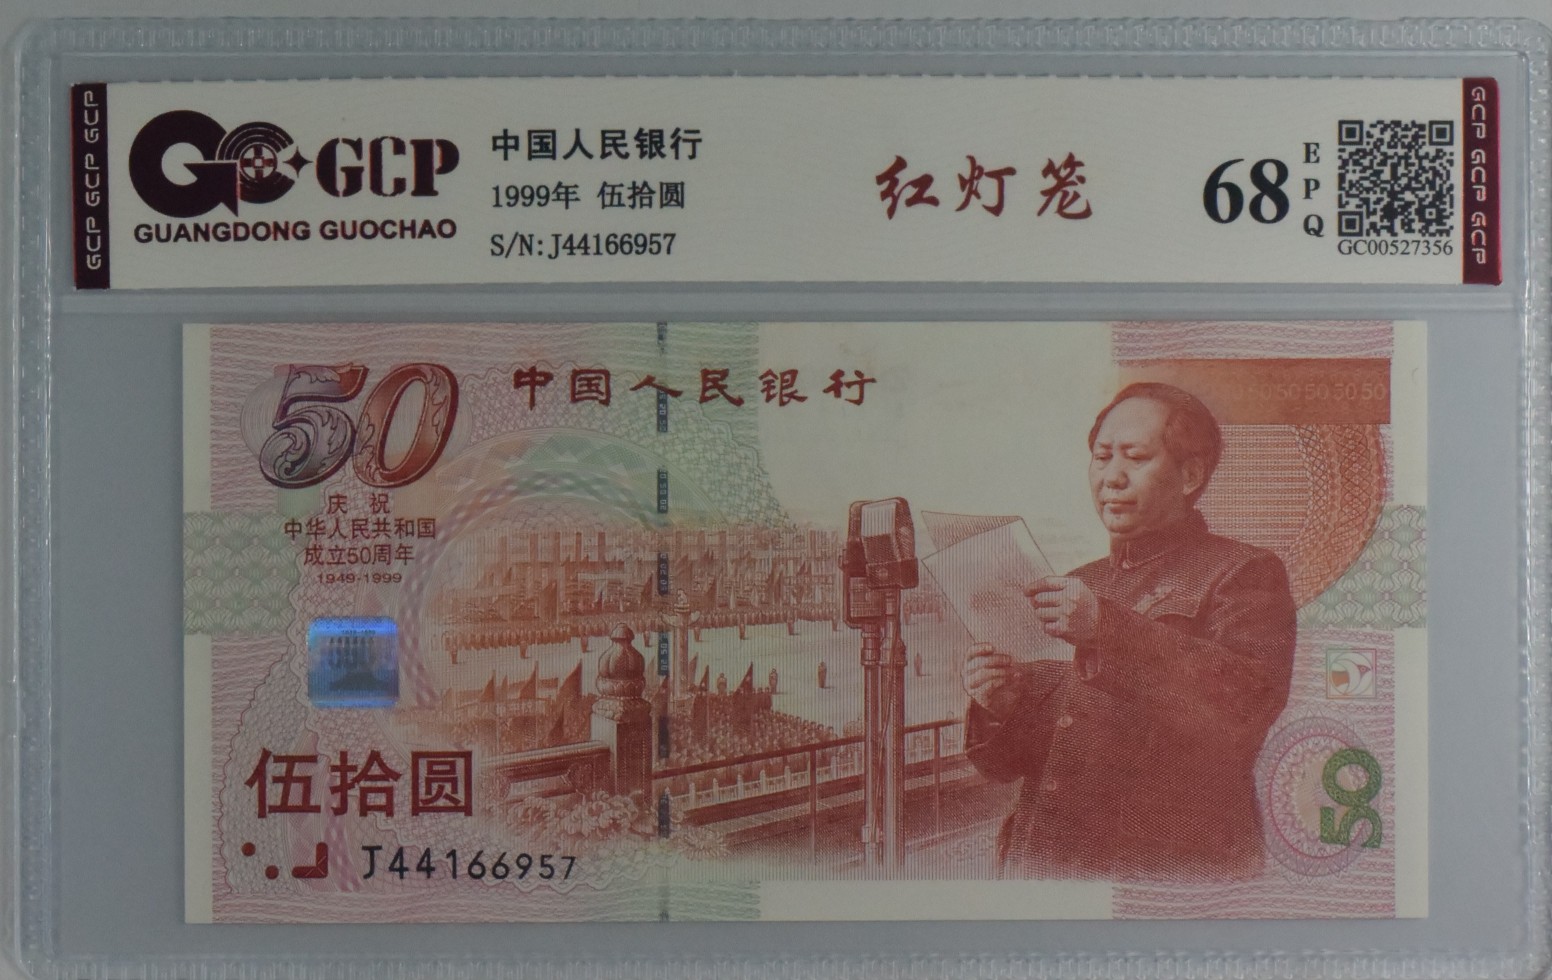 GCP
GUANGDONG GUOCHAO
中国人民银行
1999年 伍拾圆
S/N:J44166957
红灯笼
68
EPQ
GC00527356
GCP GCP GCP
GCP GCP GCP
50
中国人民银行
庆祝
中华人民共和国
成立50周年
1949-1999
伍拾圆
J44166957
50
5050505050